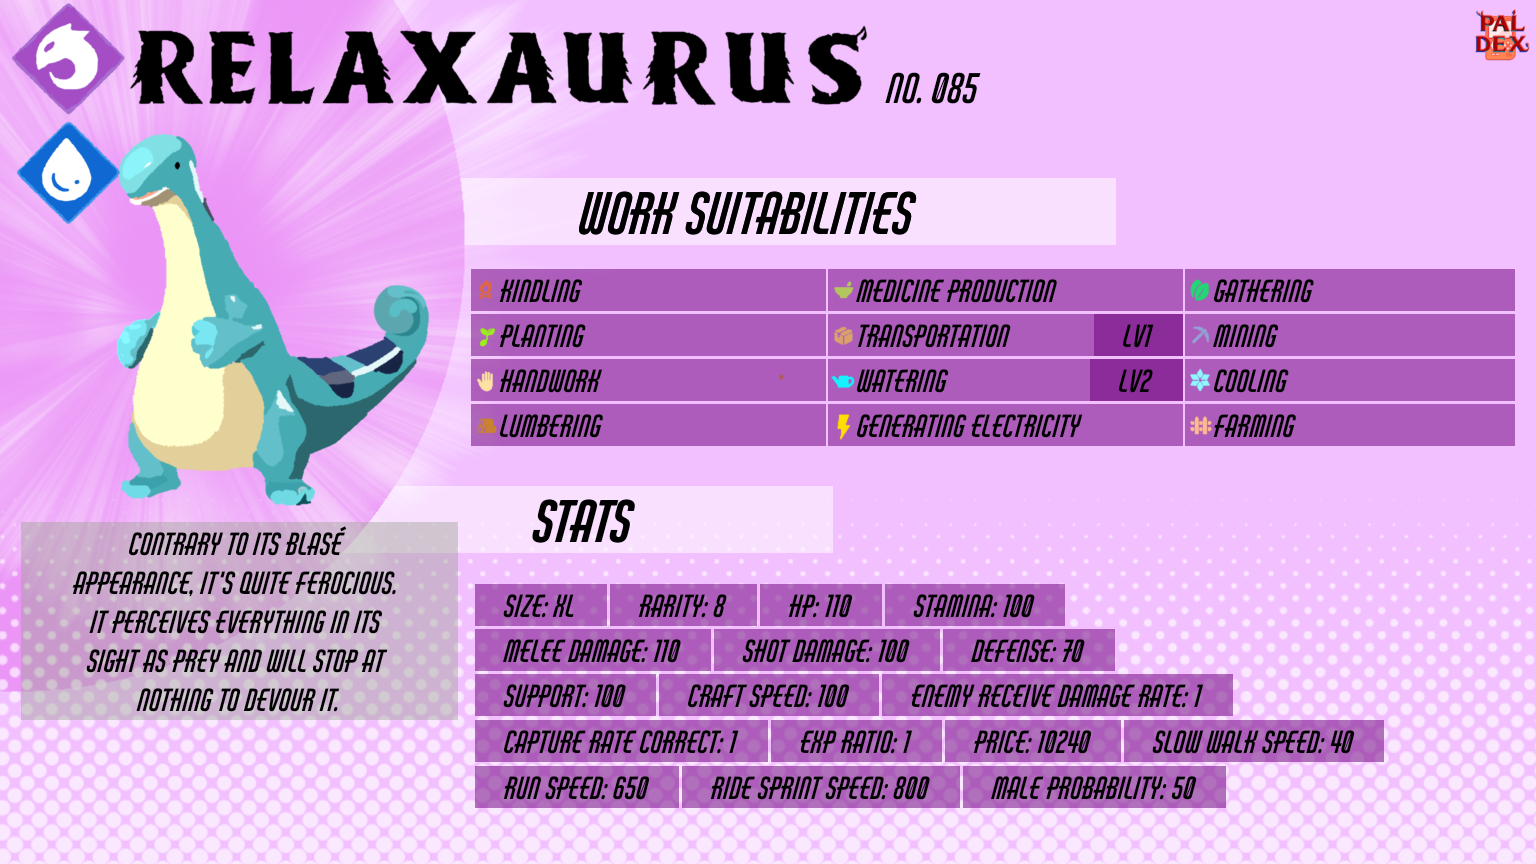 RELAXAURUS NO. 085
PAL
DEX
WORK SUITABILITIES
KINDLING MEDICINE PRODUCTION GATHERING
PLANTING TRANSPORTATION LV1 MINING
HANDWORK WATERING LV2 COOLING
LUMBERING GENERATING ELECTRICITY FARMING
STATS
CONTRARY TO ITS BLASÉ
APPEARANCE, IT'S QUITE FEROCIOUS.
IT PERCEIVES EVERYTHING IN ITS
SIGHT AS PREY AND WILL STOP AT
NOTHING TO DEVOUR IT.
SIZE: XL RARITY: 8 HP: 110 STAMINA: 100
MELEE DAMAGE: 110 SHOT DAMAGE: 100 DEFENSE: 70
SUPPORT: 100 CRAFT SPEED: 100 ENEMY RECEIVE DAMAGE RATE: 1
CAPTURE RATE CORRECT: 1 EXP RATIO: 1 PRICE: 10240 SLOW WALK SPEED: 40
RUN SPEED: 650 RIDE SPRINT SPEED: 800 MALE PROBABILITY: 50